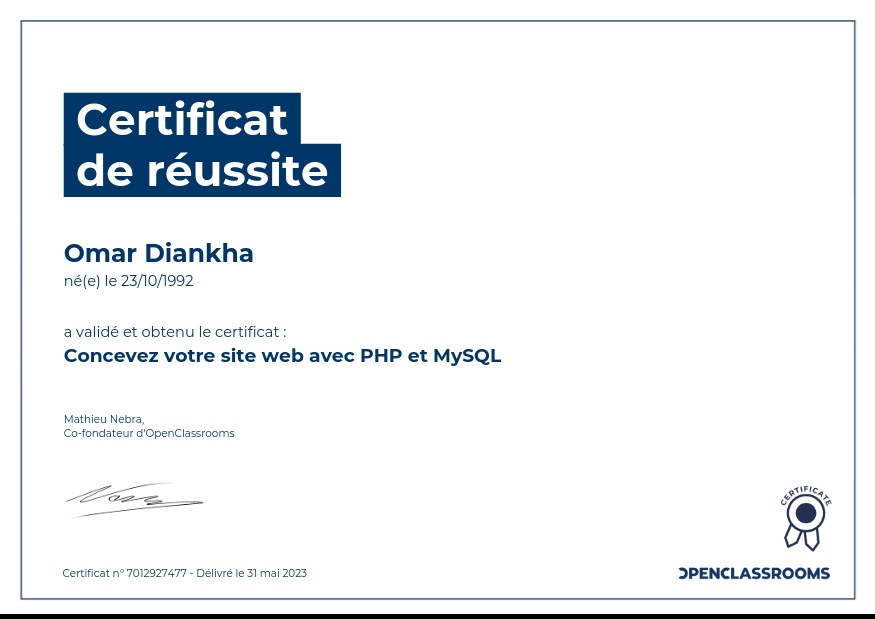 Certificat
de réussite
Omar Diankha
né(e) le 23/10/1992
a validé et obtenu le certificat :
Concevez votre site web avec PHP et MySQL
Mathieu Nebra,
Co-fondateur d'OpenClassrooms
CERTIFICATE
Certificat n° 7012927477 - Délivré le 31 mai 2023
OPENCLASSROOMS